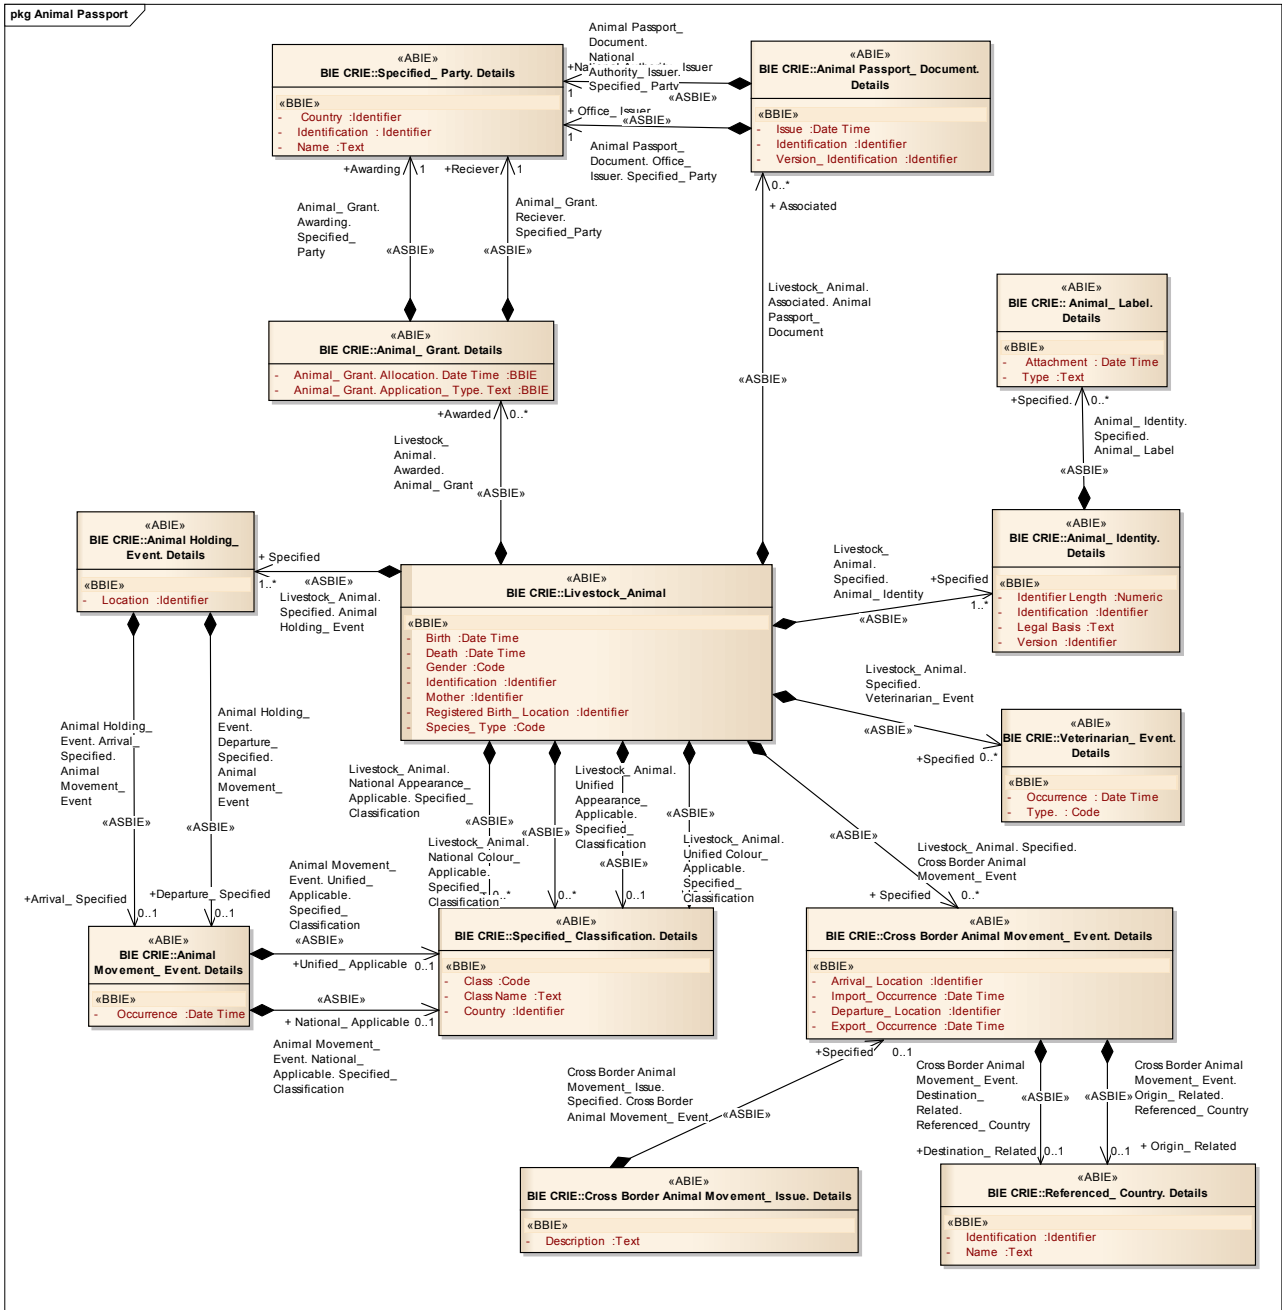 pkg Animal Passport
«ABIE»
BIE CRIE::Specified_ Party. Details
«BBIE»
- Country :Identifier
- Identification : Identifier
- Name :Text
Animal Passport_
Document.
National
Authority_ Issuer.
Specified_ Party
Issuer
1
«ASBIE»
+ Office_ Issuer
«ASBIE»
1
Animal Passport_
Document. Office_
Issuer. Specified_ Party
«ABIE»
BIE CRIE::Animal Passport_ Document.
Details
«BBIE»
- Issue :Date Time
- Identification :Identifier
- Version_ Identification :Identifier
+Awarding
1
+Reciever
1
Animal_ Grant.
Awarding.
Specified_
Party
«ASBIE»
Animal_ Grant.
Reciever.
Specified_Party
«ASBIE»
0..*
+ Associated
Livestock_ Animal.
Associated. Animal
Passport_
Document
«ASBIE»
«ABIE»
BIE CRIE:: Animal_ Label.
Details
«BBIE»
- Attachment : Date Time
- Type :Text
+Specified.
0..*
Animal_ Identity.
Specified.
Animal_ Label
«ASBIE»
«ABIE»
BIE CRIE::Animal_ Grant. Details
- Animal_ Grant. Allocation. Date Time :BBIE
- Animal_ Grant. Application_ Type. Text :BBIE
+Awarded
0..*
Livestock_
Animal.
Awarded.
Animal_ Grant
«ASBIE»
«ABIE»
BIE CRIE::Animal Holding_
Event. Details
«BBIE»
- Location :Identifier
+ Specified
1..*
«ASBIE»
Livestock_ Animal.
Specified. Animal
Holding_ Event
«ABIE»
BIE CRIE::Livestock_Animal
«BBIE»
- Birth :Date Time
- Death :Date Time
- Gender :Code
- Identification :Identifier
- Mother :Identifier
- Registered Birth_ Location :Identifier
- Species_ Type :Code
Livestock_
Animal.
Specified.
Animal_ Identity
+Specified
1..*
«ASBIE»
«ABIE»
BIE CRIE::Animal_ Identity.
Details
«BBIE»
- Identifier Length :Numeric
- Identification :Identifier
- Legal Basis :Text
- Version :Identifier
Livestock_ Animal.
Specified.
Veterinarian_ Event
«ASBIE»
+Specified
0..*
«ABIE»
BIE CRIE::Veterinarian_ Event.
Details
«BBIE»
- Occurrence : Date Time
- Type. : Code
Animal Holding_
Event. Arrival_
Specified.
Animal
Movement_
Event
«ASBIE»
+Arrival_ Specified
0..1
Animal Holding_
Event.
Departure_
Specified.
Animal
Movement_
Event
«ASBIE»
+Departure_ Specified
0..1
Livestock_ Animal.
National Appearance_
Applicable. Specified_
Classification
«ASBIE»
Livestock_ Animal.
National Colour_
Applicable.
Specified_
Classification
0..*
«ASBIE»
0..*
Livestock_ Animal.
Unified
Appearance_
Applicable.
Specified_
Classification
«ASBIE»
0..1
«ASBIE»
Livestock_ Animal.
Unified Colour_
Applicable.
Specified_
Classification
«ASBIE»
Livestock_ Animal. Specified.
Cross Border Animal
Movement_ Event
+ Specified
0..*
«ABIE»
BIE CRIE::Animal
Movement_ Event. Details
«BBIE»
- Occurrence :Date Time
Animal Movement_
Event. Unified_
Applicable.
Specified_
Classification
«ASBIE»
+Unified_ Applicable
0..1
«ASBIE»
+ National_ Applicable
0..1
Animal Movement_
Event. National_
Applicable. Specified_
Classification
«ABIE»
BIE CRIE::Specified_ Classification. Details
«BBIE»
- Class :Code
- Class Name :Text
- Country :Identifier
«ABIE»
BIE CRIE::Cross Border Animal Movement_ Event. Details
«BBIE»
- Arrival_ Location :Identifier
- Import_ Occurrence :Date Time
- Departure_ Location :Identifier
- Export_ Occurrence :Date Time
+Specified
0..1
Cross Border Animal
Movement_ Issue.
Specified. Cross Border
Animal Movement_ Event
«ASBIE»
Cross Border Animal
Movement_ Event.
Destination_
Related.
Referenced_ Country
«ASBIE»
+Destination_ Related
0..1
Cross Border Animal
Movement_ Event.
Origin_ Related.
Referenced_ Country
«ASBIE»
0..1
+ Origin_ Related
«ABIE»
BIE CRIE::Cross Border Animal Movement_ Issue. Details
«BBIE»
- Description :Text
«ABIE»
BIE CRIE::Referenced_ Country. Details
«BBIE»
- Identification :Identifier
- Name :Text